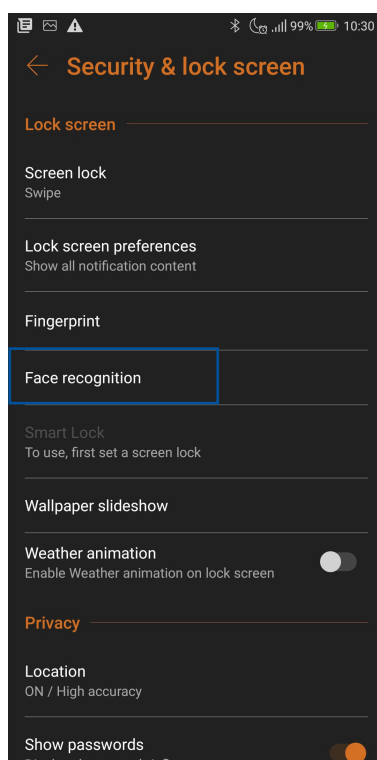 99% 10:30
Security & lock screen
Lock screen
Screen lock
Swipe
Lock screen preferences
Show all notification content
Fingerprint
Face recognition
Smart Lock
To use, first set a screen lock
Wallpaper slideshow
Weather animation
Enable Weather animation on lock screen
Privacy
Location
ON / High accuracy
Show passwords